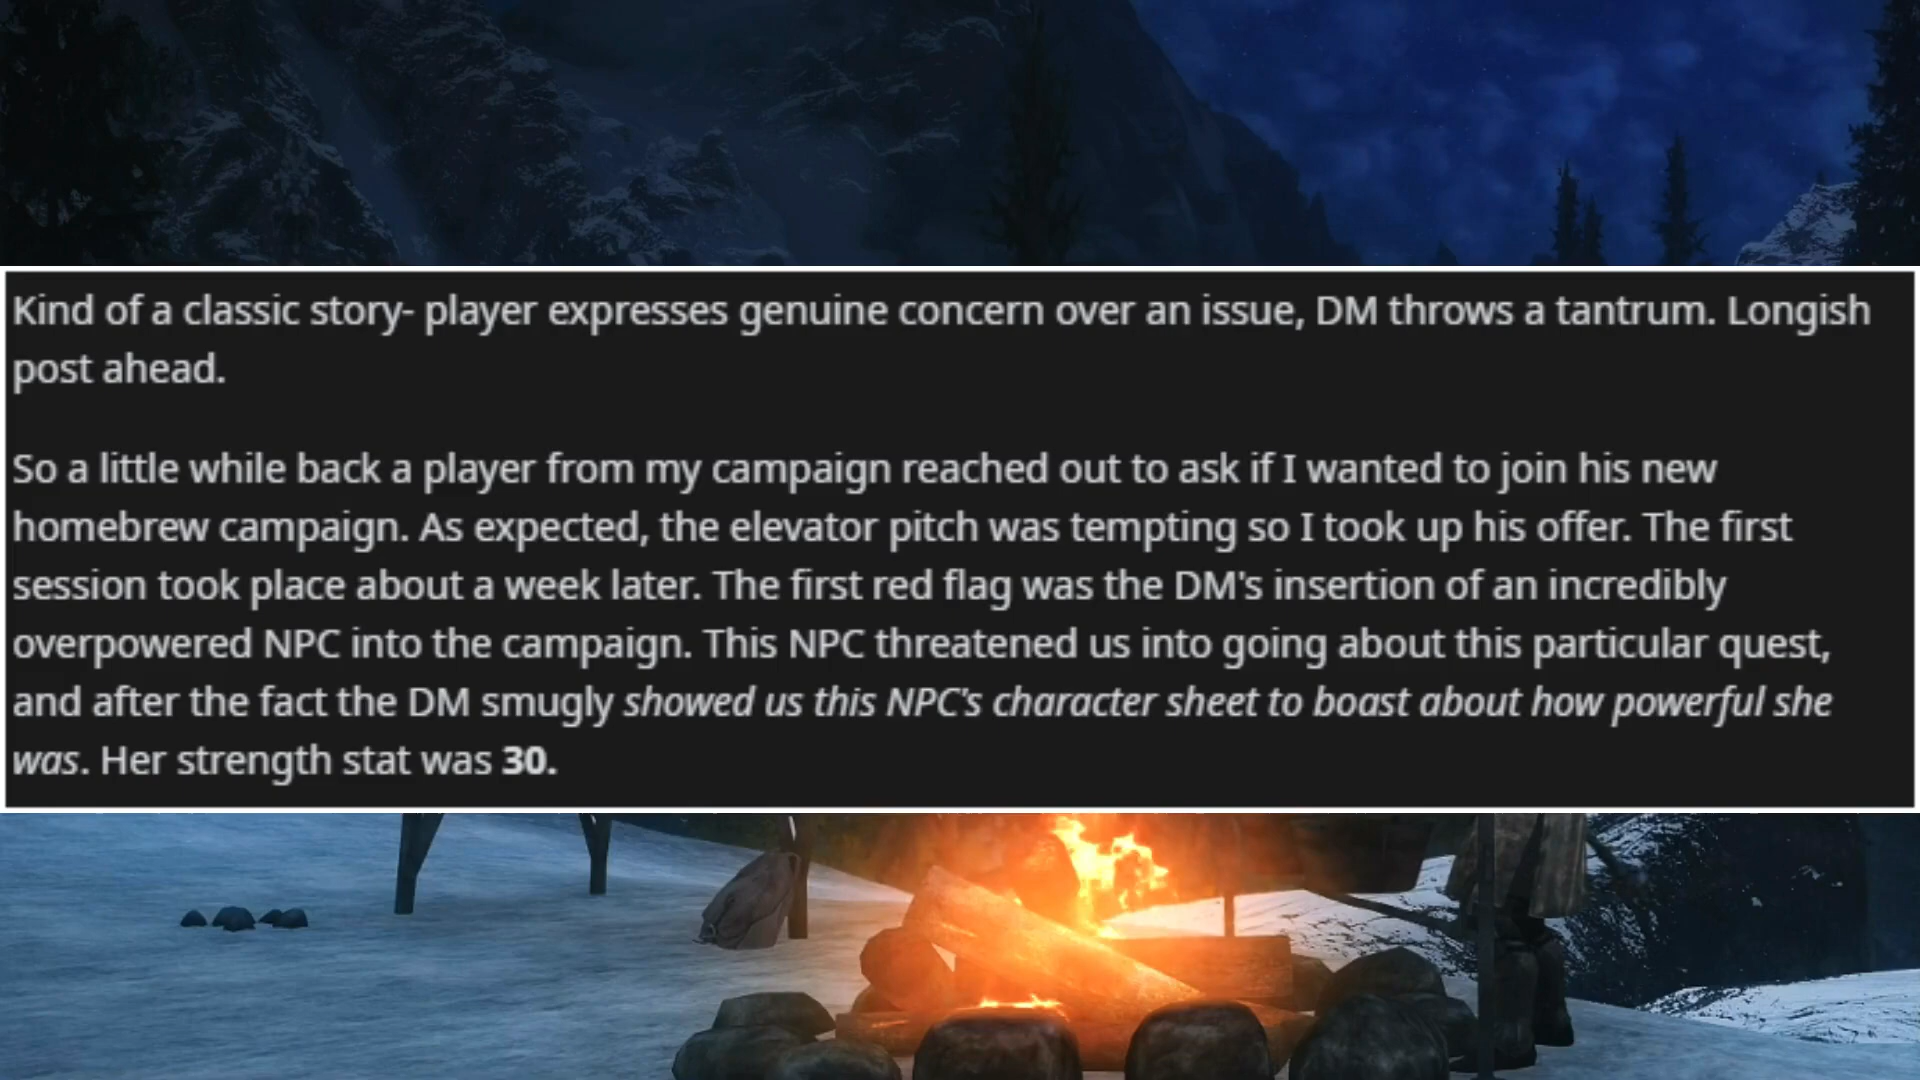 Kind of a classic story- player expresses genuine concern over an issue, DM throws a tantrum. Longish
post ahead.
So a little while back a player from my campaign reached out to ask if I wanted to join his new
homebrew campaign. As expected, the elevator pitch was tempting so I took up his offer. The first
session took place about a week later. The first red flag was the DM's insertion of an incredibly
overpowered NPC into the campaign. This NPC threatened us into going about this particular quest,
and after the fact the DM smugly showed us this NPC's character sheet to boast about how powerful she
was. Her strength stat was 30.